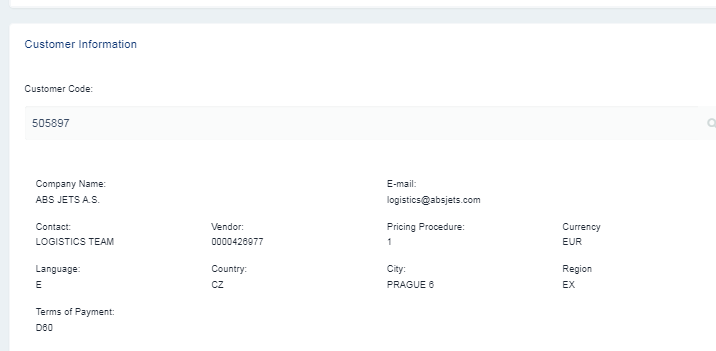 Customer Information
Customer Code:
505897
Company Name: E-mail:
ABS JETS A.S. logistics@absjets.com
Contact: Vendor: Pricing Procedure: Currency
LOGISTICS TEAM 0000426977 1 EUR
Language: Country: City: Region
E CZ PRAGUE 6 EX
Terms of Payment:
D60